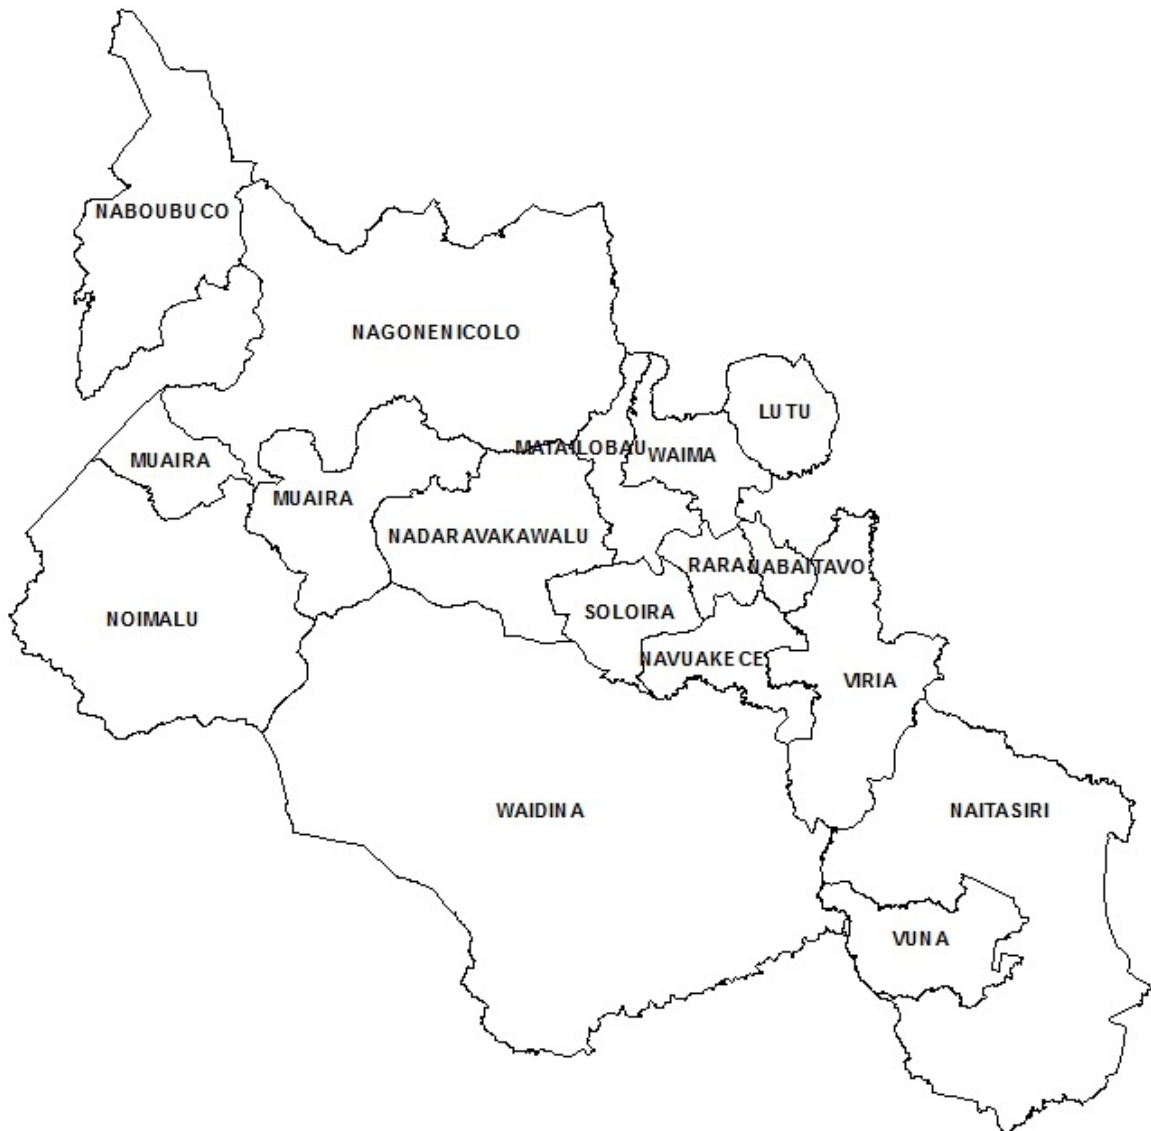 NABOUBUCO
NAGONENICOLO
LUTU
MATAILOBAU
WAIMA
MUAIRA
MUAIRA
NADARAVAKAWALU
RARA
NABAITAVO
NOIMALU
SOLOIRA
NAVUAKECE
VIRIA
WAIDINA
NAITASIRI
VUNA